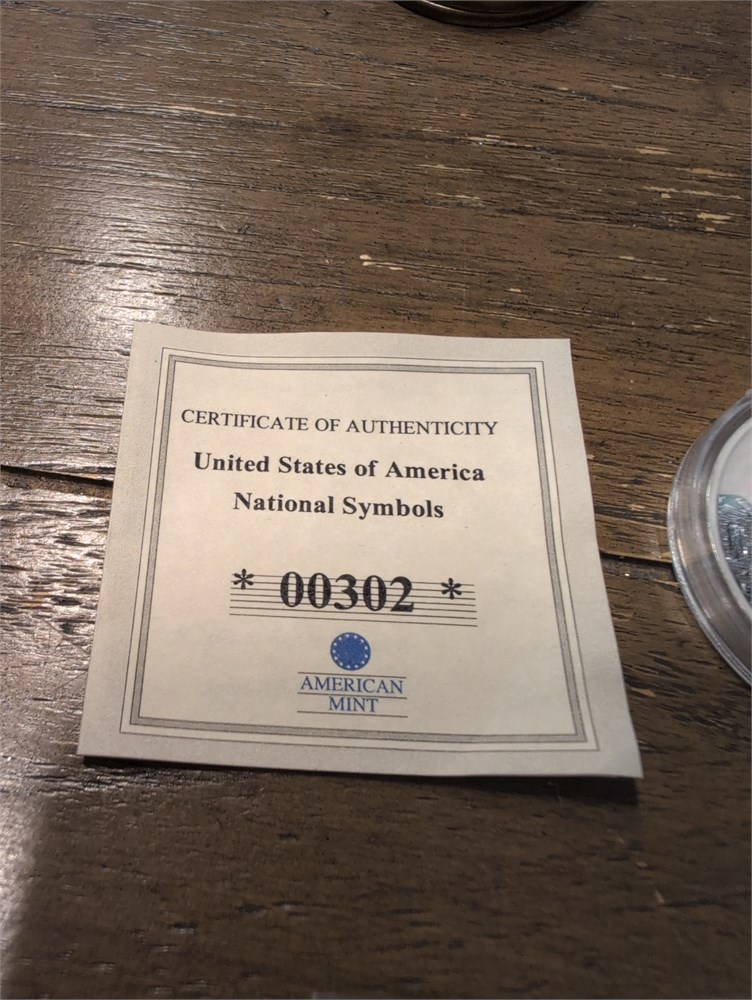 CERTIFICATE OF AUTHENTICITY
United States of America
National Symbols
* 00302 *
AMERICAN
MINT